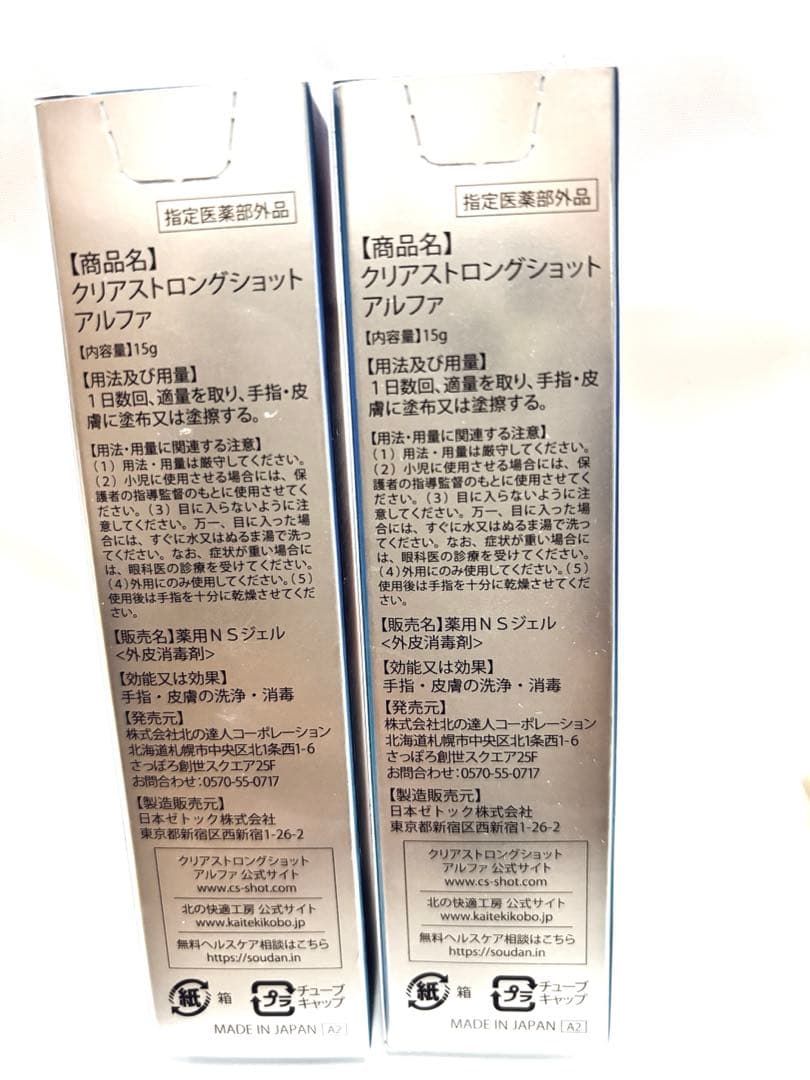 指定医薬部外品
【商品名】
クリアストロングショット
アルファ
【内容量】15g
【用法及び用量】
1日数回、適量を取り、手指・皮
膚に塗布又は塗擦する。
【用法・用量に関連する注意】
(1) 用法・用量は厳守してください。
(2) 小児に使用させる場合には、保
護者の指導監督のもとに使用させてく
ださい。(3) 目に入らないように注
意してください。万一、目に入った場
合には、すぐに水又はぬるま湯で洗っ
てください。なお、症状が重い場合に
は、眼科医の診療を受けてください。
(4)外用にのみ使用してください。(5)
使用後は手指を十分に乾燥させてくだ
さい。
【販売名】薬用NSジェル
<外皮消毒剤>
【効能又は効果】
手指・皮膚の洗浄・消毒
【発売元】
株式会社北の達人コーポレーション
北海道札幌市中央区北1条西1-6
さっぽろ創世スクエア25F
お問合わせ:0570-55-0717
【製造販売元】
日本ゼトック株式会社
東京都新宿区西新宿1-26-2
クリアストロングショット
アルファ 公式サイト
www.cs-shot.com
北の快適工房 公式サイト
www.kaitekikobo.jp
無料ヘルスケア相談はこちら
https://soudan.in
紙 箱 プラ チューブ
キャップ
MADE IN JAPAN A2
指定医薬部外品
【商品名】
クリアストロングショット
アルファ
【内容量】15g
【用法及び用量】
1日数回、適量を取り、手指・皮
膚に塗布又は塗擦する。
【用法・用量に関連する注意】
(1) 用法・用量は厳守してください。
(2) 小児に使用させる場合には、保
護者の指導監督のもとに使用させてく
ださい。(3) 目に入らないように注
意してください。万一、目に入った場
合には、すぐに水又はぬるま湯で洗っ
てください。なお、症状が重い場合に
は、眼科医の診療を受けてください。
(4)外用にのみ使用してください。(5)
使用後は手指を十分に乾燥させてくだ
さい。
【販売名】薬用NSジェル
<外皮消毒剤>
【効能又は効果】
手指・皮膚の洗浄・消毒
【発売元】
株式会社北の達人コーポレーション
北海道札幌市中央区北1条西1-6
さっぽろ創世スクエア25F
お問合わせ:0570-55-0717
【製造販売元】
日本ゼトック株式会社
東京都新宿区西新宿1-26-2
クリアストロングショット
アルファ 公式サイト
www.cs-shot.com
北の快適工房 公式サイト
www.kaitekikobo.jp
無料ヘルスケア相談はこちら
https://soudan.in
紙 箱 プラ チューブ
キャップ
MADE IN JAPAN A2